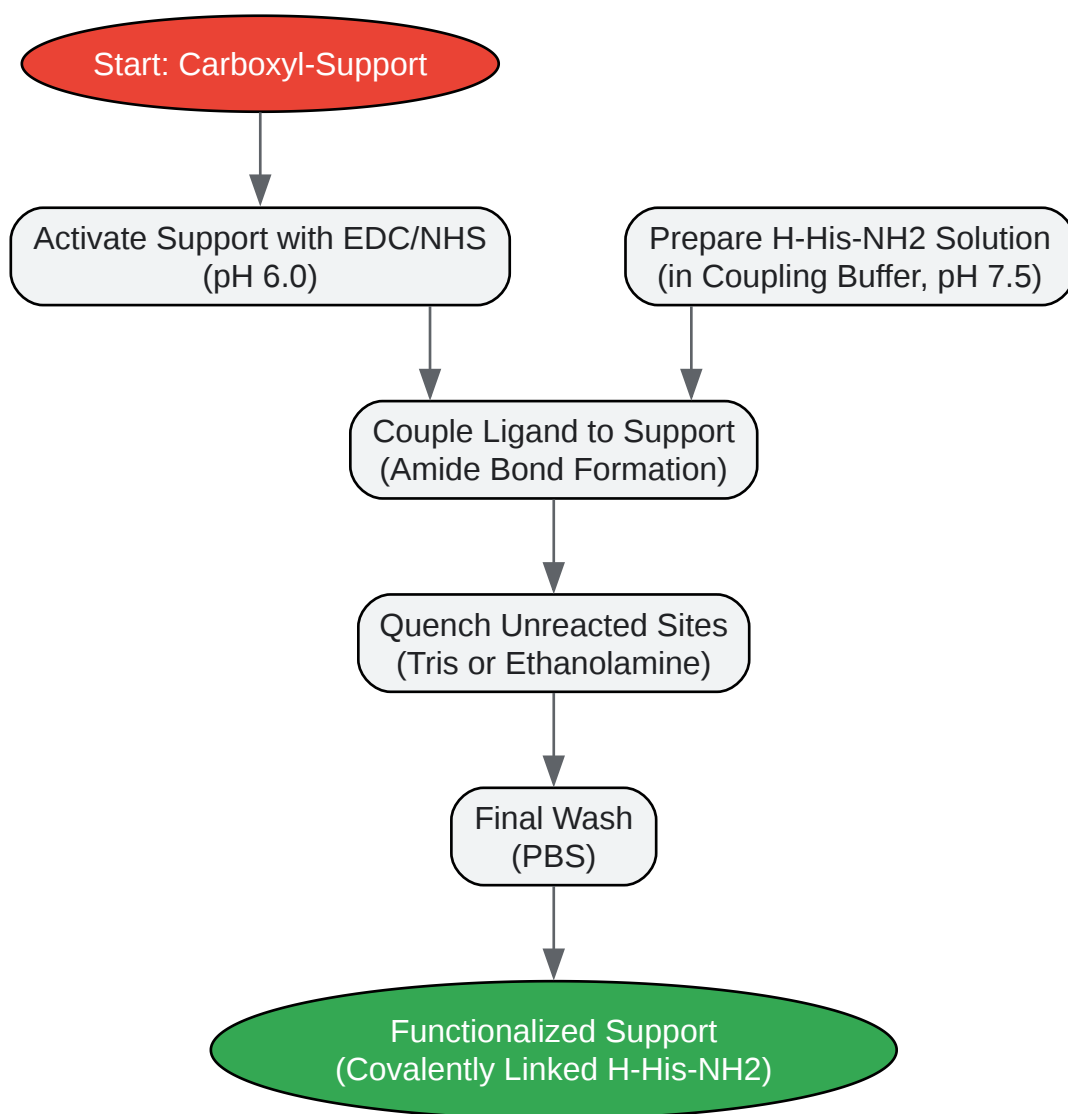 Start: Carboxyl-Support
Activate Support with EDC/NHS
(pH 6.0)
Prepare H-His-NH2 Solution
(in Coupling Buffer, pH 7.5)
Couple Ligand to Support
(Amide Bond Formation)
Quench Unreacted Sites
(Tris or Ethanolamine)
Final Wash
(PBS)
Functionalized Support
(Covalently Linked H-His-NH2)